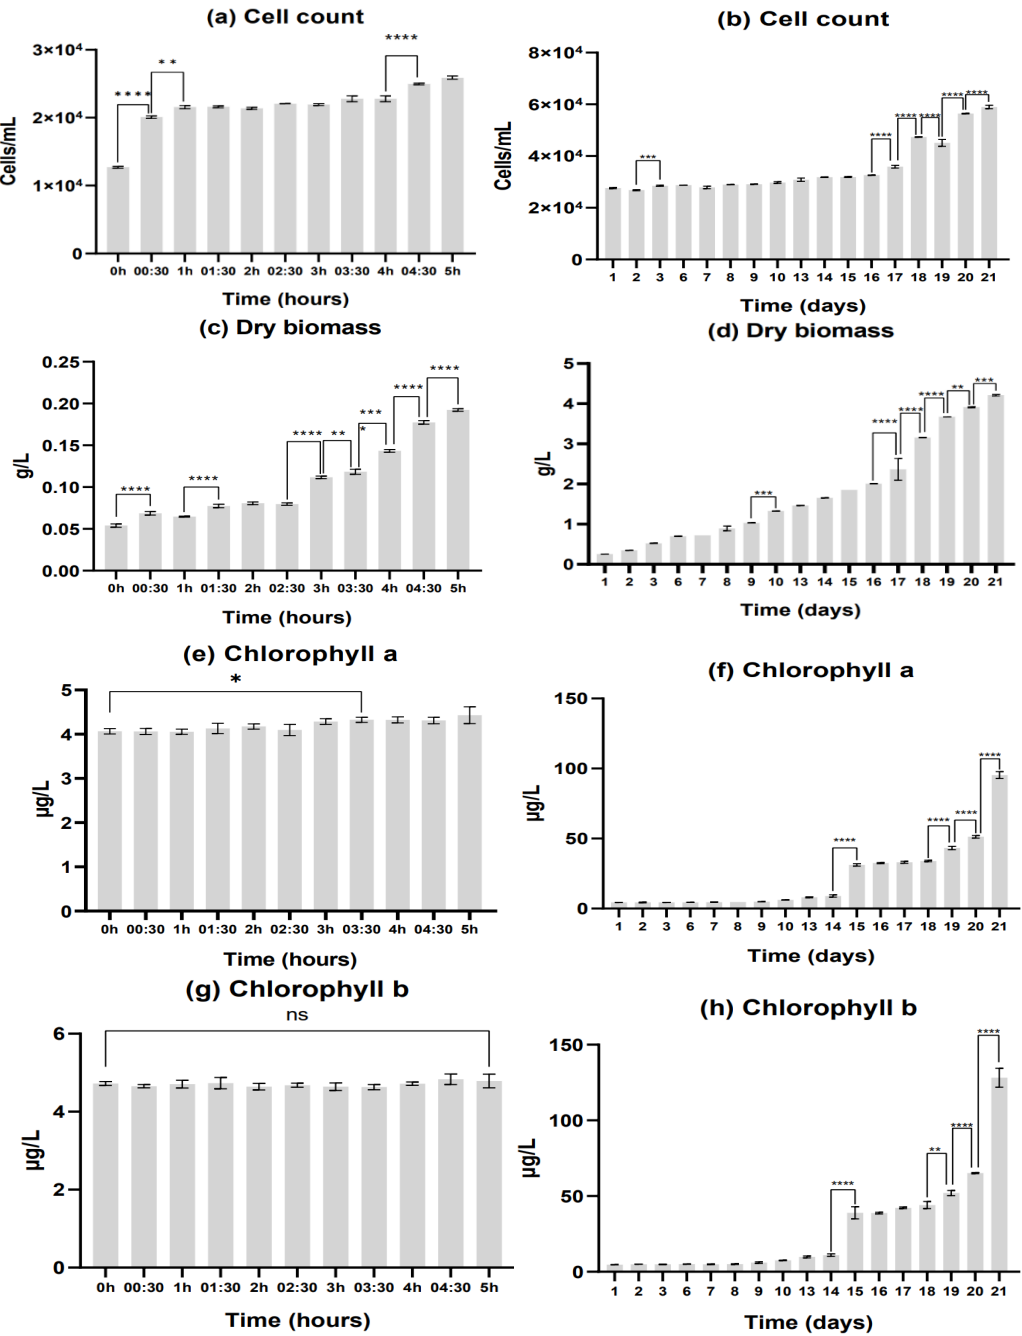 (a) Cell count
Cells/mL
3×10⁴
2×10⁴
1×10⁴
0
****
**
****
0h 00:30 1h 01:30 2h 02:30 3h 03:30 4h 04:30 5h
Time (hours)
(b) Cell count
Cells/mL
8×10⁴
6×10⁴
4×10⁴
2×10⁴
0
***
****
****
****
****
****
1 2 3 6 7 8 9 10 13 14 15 16 17 18 19 20 21
Time (days)
(c) Dry biomass
g/L
0.25
0.20
0.15
0.10
0.05
0.00
****
****
****
**
***
*
****
****
0h 00:30 1h 01:30 2h 02:30 3h 03:30 4h 04:30 5h
Time (hours)
(d) Dry biomass
g/L
5
4
3
2
1
0
***
****
****
****
**
***
1 2 3 6 7 8 9 10 13 14 15 16 17 18 19 20 21
Time (days)
(e) Chlorophyll a
µg/L
5
4
3
2
1
0
*
0h 00:30 1h 01:30 2h 02:30 3h 03:30 4h 04:30 5h
Time (hours)
(f) Chlorophyll a
µg/L
150
100
50
0
****
****
****
****
1 2 3 6 7 8 9 10 13 14 15 16 17 18 19 20 21
Time (days)
(g) Chlorophyll b
ns
µg/L
6
4
2
0
0h 00:30 1h 01:30 2h 02:30 3h 03:30 4h 04:30 5h
Time (hours)
(h) Chlorophyll b
µg/L
150
100
50
0
****
**
****
****
1 2 3 6 7 8 9 10 13 14 15 16 17 18 19 20 21
Time (days)